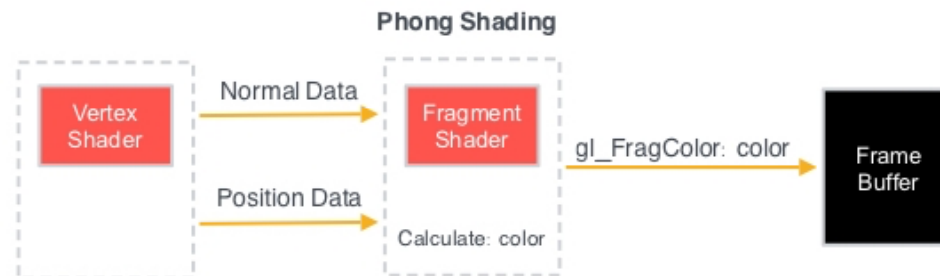 Phong Shading
Vertex
Shader
Normal Data
Position Data
Fragment
Shader
Calculate: color
gl_FragColor: color
Frame
Buffer